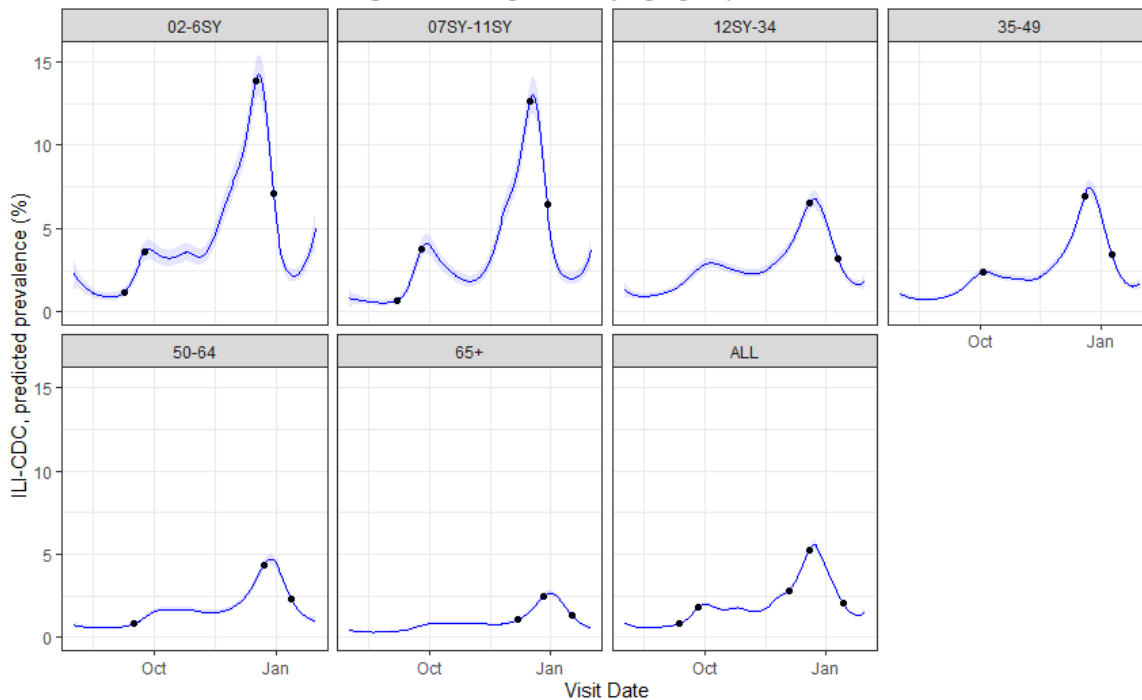 02-6SY
07SY-11SY
12SY-34
35-49
15
10
5
0
Oct
Jan
50-64
65+
ALL
15
10
5
0
Oct
Jan
Oct
Jan
Oct
Jan
ILI-CDC, predicted prevalence (%)
Visit Date